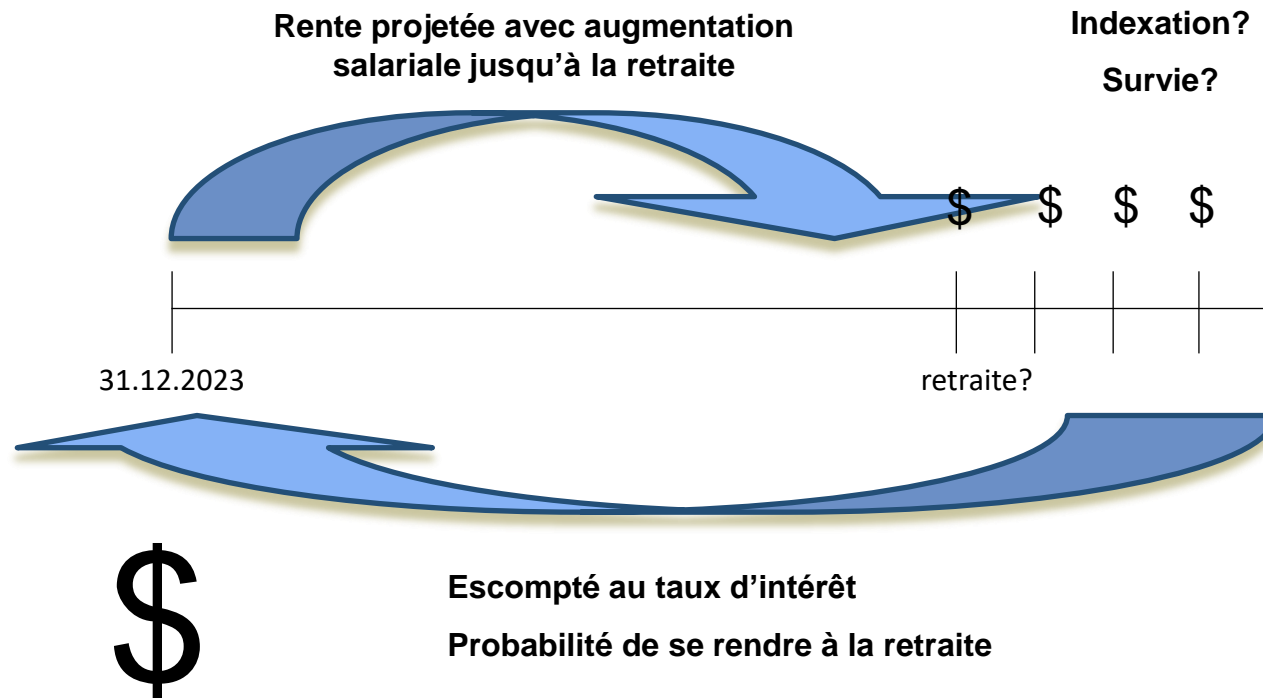 Rente projetée avec augmentation
salariale jusqu'à la retraite
Indexation?
Survie?
$ $ $ $
31.12.2023
retraite?
$
Escompté au taux d'intérêt
Probabilité de se rendre à la retraite